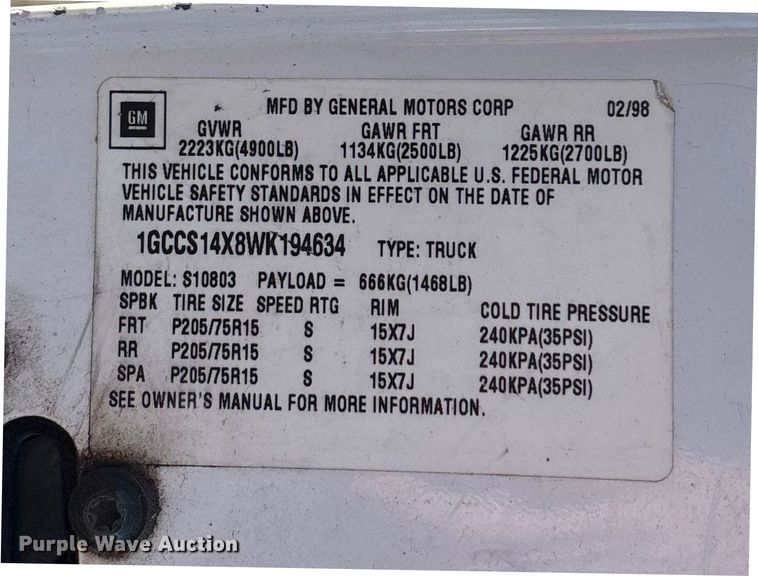 GM
MFD BY GENERAL MOTORS CORP 02/98
GVWR GAWR FRT GAWR RR
2223KG(4900LB) 1134KG(2500LB) 1225KG(2700LB)
THIS VEHICLE CONFORMS TO ALL APPLICABLE U.S. FEDERAL MOTOR
VEHICLE SAFETY STANDARDS IN EFFECT ON THE DATE OF
MANUFACTURE SHOWN ABOVE.
1GCCS14X8WK194634 TYPE: TRUCK
MODEL: S10803 PAYLOAD = 666KG(1468LB)
SPBK TIRE SIZE SPEED RTG RIM COLD TIRE PRESSURE
FRT P205/75R15 S 15X7J 240KPA(35PSI)
RR P205/75R15 S 15X7J 240KPA(35PSI)
SPA P205/75R15 S 15X7J 240KPA(35PSI)
SEE OWNER'S MANUAL FOR MORE INFORMATION.
Purple Wave Auction